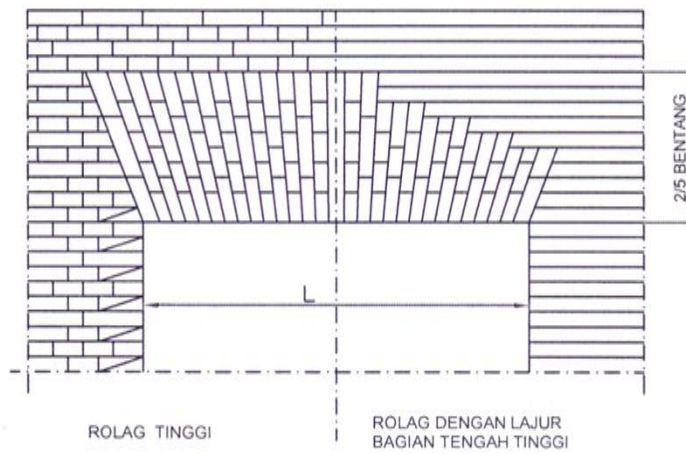 2/5 BENTANG
L
ROLAG TINGGI
ROLAG DENGAN LAJUR
BAGIAN TENGAH TINGGI